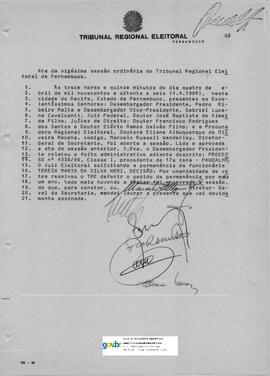 44
TRIBUNAL REGIONAL ELEITORAL
PERNAMBUCO
Ata da vigésima sessão ordinária do Tribunal Regional Elei
toral de Pernambuco.
1. Às treze horas e quinze minutos do dia quatro de
2. abril de mil novecentos e oitenta e seis (4.4.1986), nesta
3. cidade do Recife, Estado de Pernambuco, presentes os Exce-
4. lentíssimos Senhores: Desembargador Presidente, Pedro Ri-
5. beiro Malta e Desembargador Vice-Presidente, Gabriel Luce-
6. na Cavalcanti; Juiz Federal, Doutor José Baptista de Almei-
7. da Filho; Juízes de Direito: Doutor Francisco Rodrigues
8. dos Santos e Doutor Etério Ramos Galvão Filho; e a Procura
9. dora Regional Eleitoral, Doutora Eliane Albuquerque de Oli
10. veira Recena, comigo, Marcelo Russell Wanderley, Diretor-
11. Geral da Secretaria, foi aberta a sessão. Lida e aprovada
12. a ata da sessão anterior, o Exmo. Desembargador Presiden-
13. te relatou o feito administrativo adiante descrito: PROCES
14. SO nº 4336/86, Classe I, procedente da 17a zona - PAUDALHO
15. O Juiz Eleitoral solicitando a permanência da funcionária
16. TEREZA MARIA DA SILVA NERI. DECISÃO: Por unanimidade de vo-
17. tos resolveu o TRE deferir o pedido de permanência por mais
18. um ano. Nada mais havendo a tratar foi encerrada a sessão,
19. do que, para constar, eu, Diretor-Geral
20. da Secretaria, mandei lavrar a presente ata que vai devida
21. mente assinada.
gov.br